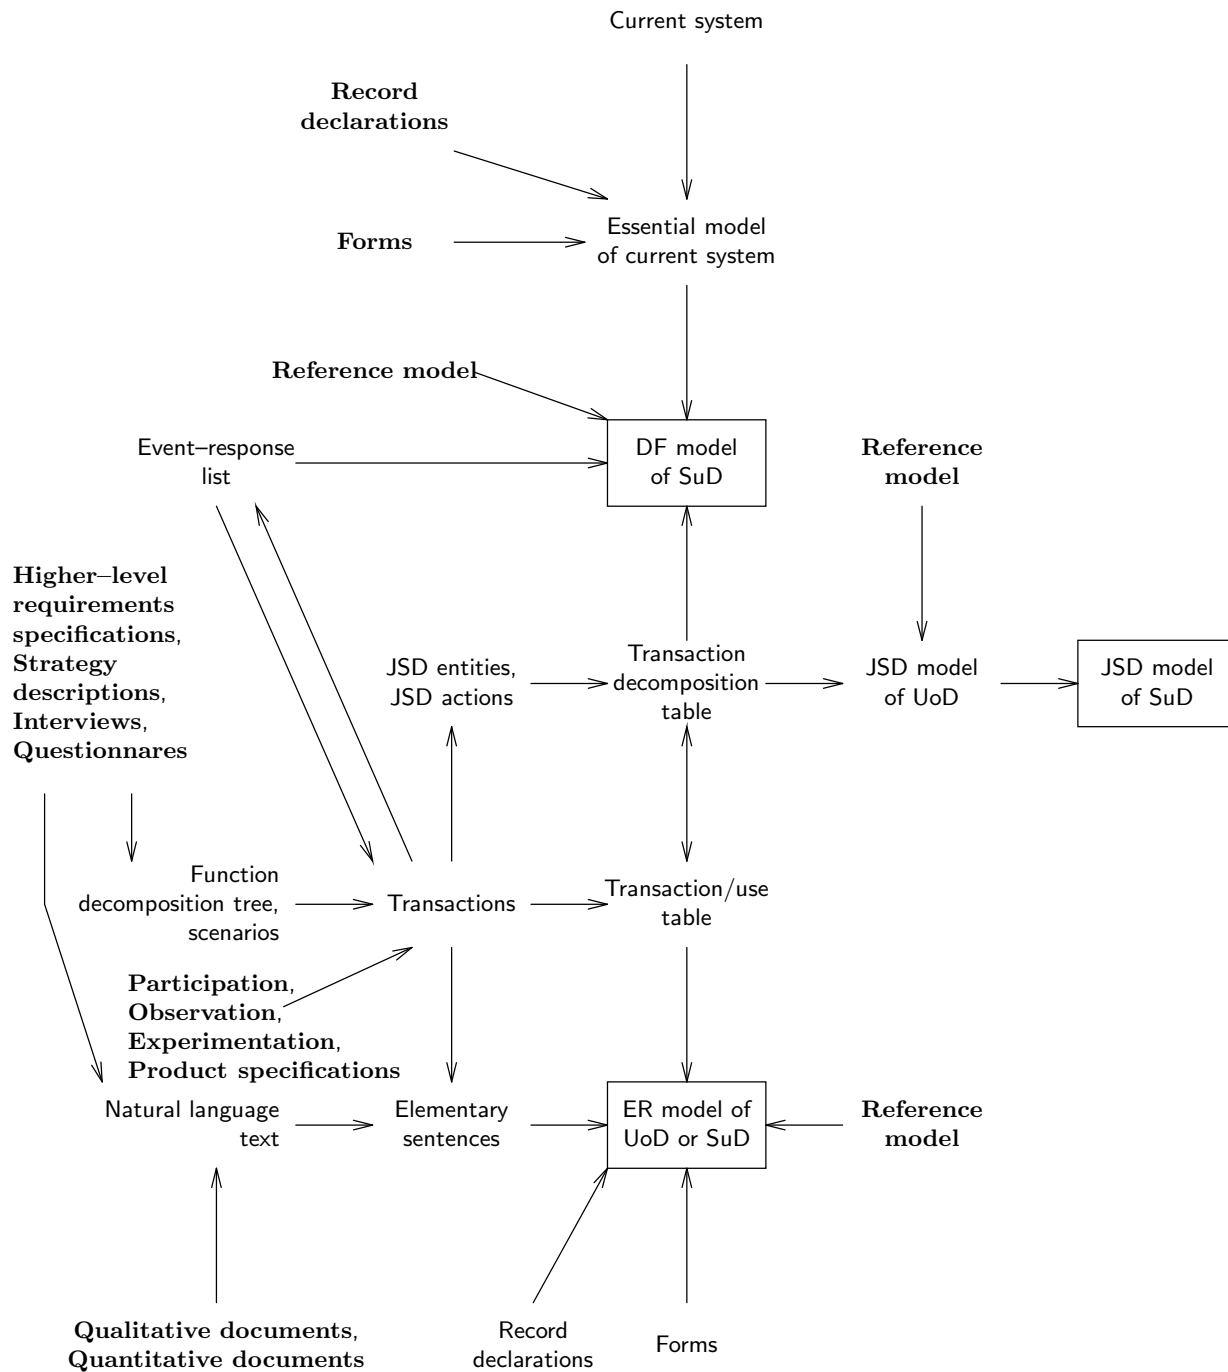 Current system
Record
declarations
Forms
Essential model
of current system
Reference model
Event–response
list
DF model
of SuD
Reference
model
Higher–level
requirements
specifications,
Strategy
descriptions,
Interviews,
Questionnares
JSD entities,
JSD actions
Transaction
decomposition
table
JSD model
of UoD
JSD model
of SuD
Function
decomposition tree,
scenarios
Transactions
Transaction/use
table
Participation,
Observation,
Experimentation,
Product specifications
Natural language
text
Elementary
sentences
ER model of
UoD or SuD
Reference
model
Qualitative documents,
Quantitative documents
Record
declarations
Forms